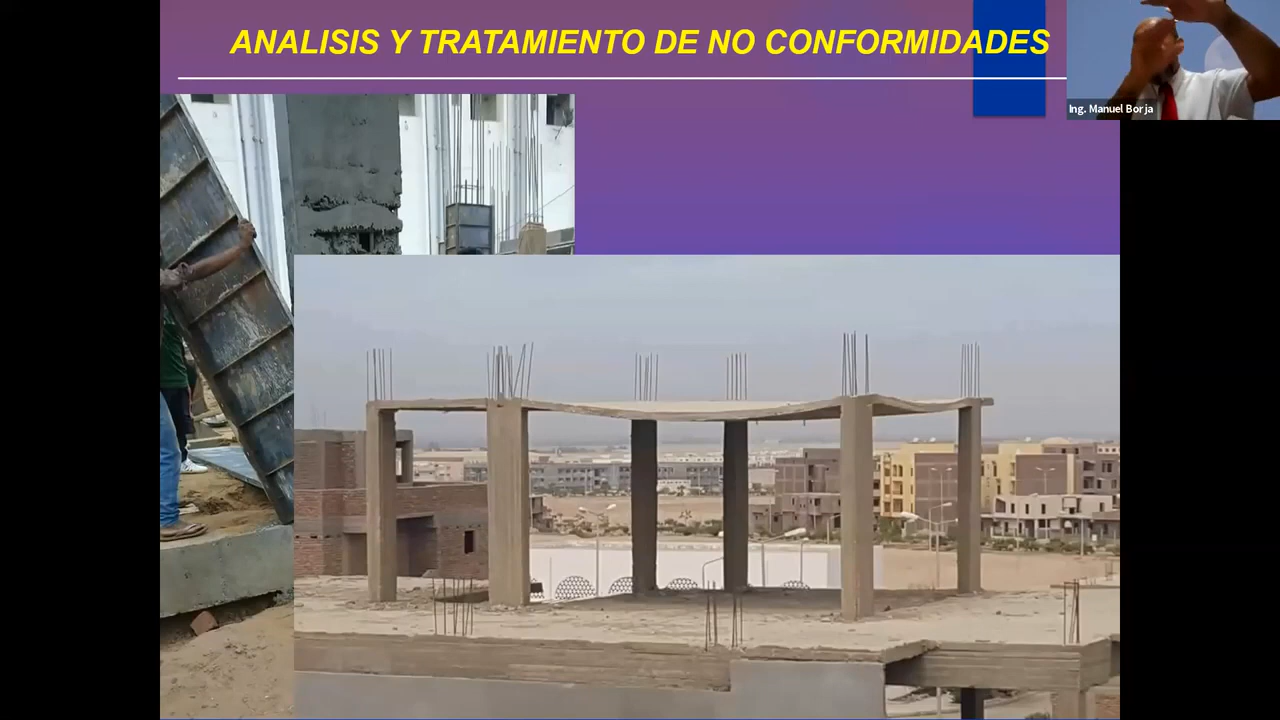 ANALISIS Y TRATAMIENTO DE NO CONFORMIDADES
Ing. Manuel Borja